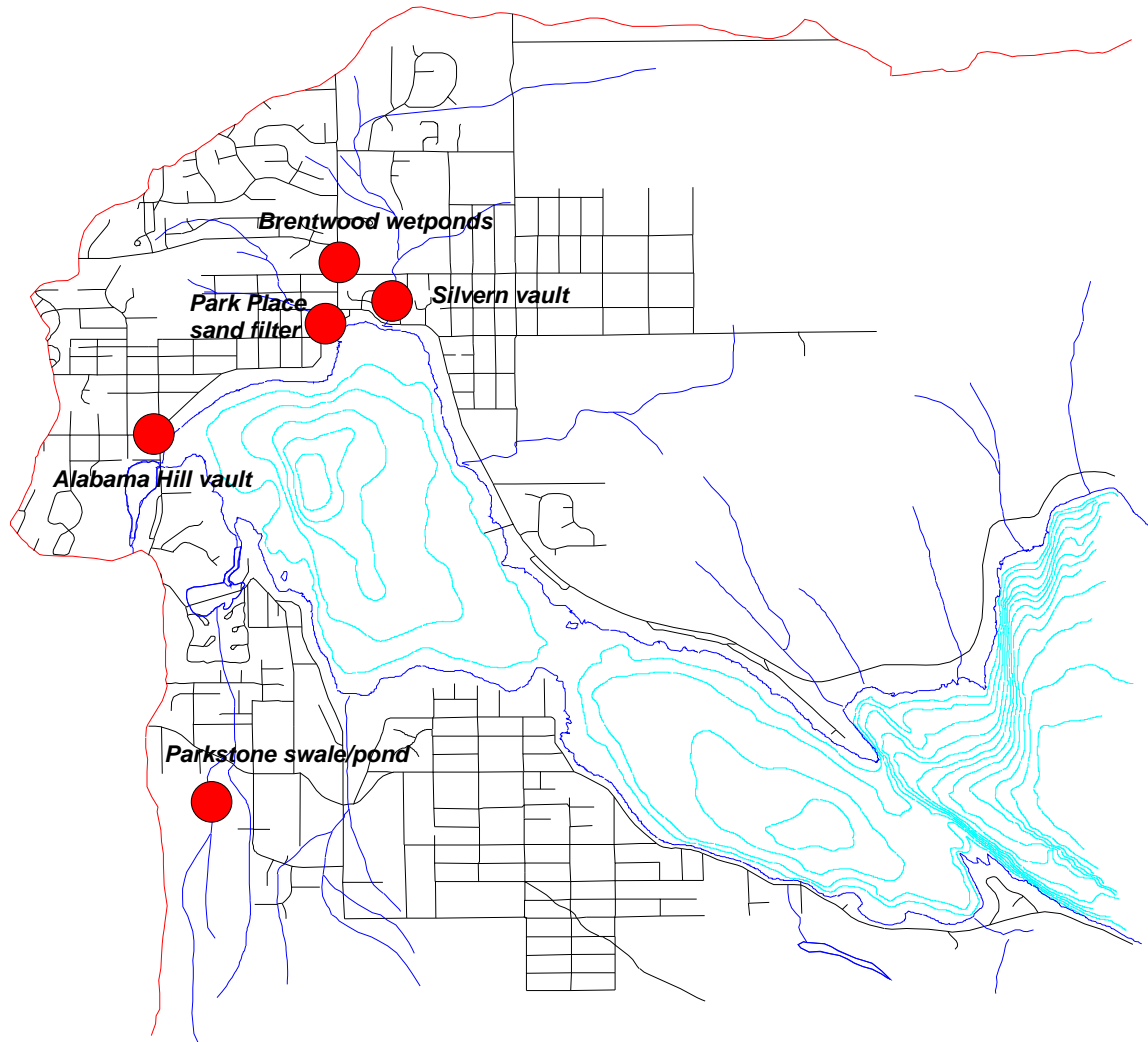 Brentwood wetponds
Silvern vault
Park Place
sand filter
Alabama Hill vault
Parkstone swale/pond